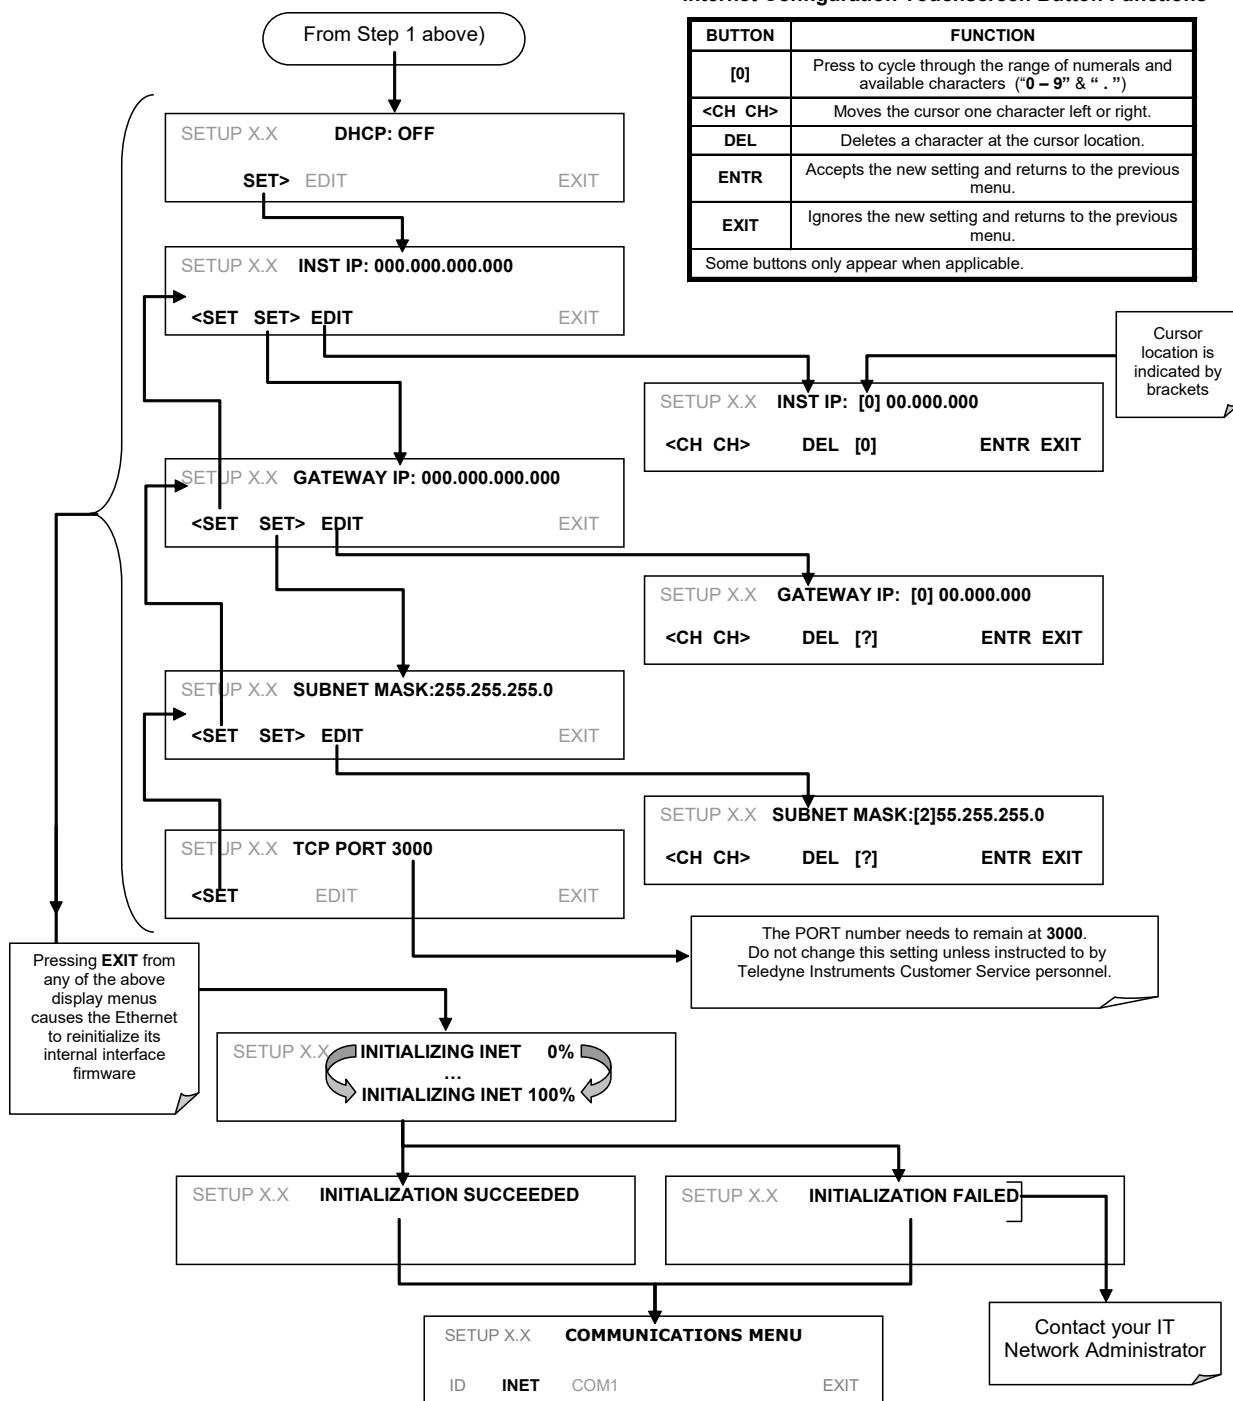 Internet Configuration Touchscreen Button Functions
From Step 1 above)
BUTTON FUNCTION
[0] Press to cycle through the range of numerals and
available characters (“0 – 9” & “ . ”)
<CH CH> Moves the cursor one character left or right.
DEL Deletes a character at the cursor location.
ENTR Accepts the new setting and returns to the previous
menu.
EXIT Ignores the new setting and returns to the previous
menu.
Some buttons only appear when applicable.
SETUP X.X DHCP: OFF
SET> EDIT EXIT
SETUP X.X INST IP: 000.000.000.000
<SET SET> EDIT EXIT
Cursor
location is
indicated by
brackets
SETUP X.X INST IP: [0] 00.000.000
<CH CH> DEL [0] ENTR EXIT
SETUP X.X GATEWAY IP: 000.000.000.000
<SET SET> EDIT EXIT
SETUP X.X GATEWAY IP: [0] 00.000.000
<CH CH> DEL [?] ENTR EXIT
SETUP X.X SUBNET MASK:255.255.255.0
<SET SET> EDIT EXIT
SETUP X.X SUBNET MASK:[2]55.255.255.0
<CH CH> DEL [?] ENTR EXIT
SETUP X.X TCP PORT 3000
<SET EDIT EXIT
The PORT number needs to remain at 3000.
Do not change this setting unless instructed to by
Teledyne Instruments Customer Service personnel.
Pressing EXIT from
any of the above
display menus
causes the Ethernet
to reinitialize its
internal interface
firmware
SETUP X.X INITIALIZING INET 0%
…
INITIALIZING INET 100%
SETUP X.X INITIALIZATION SUCCEEDED
SETUP X.X INITIALIZATION FAILED
Contact your IT
Network Administrator
SETUP X.X COMMUNICATIONS MENU
ID INET COM1 EXIT